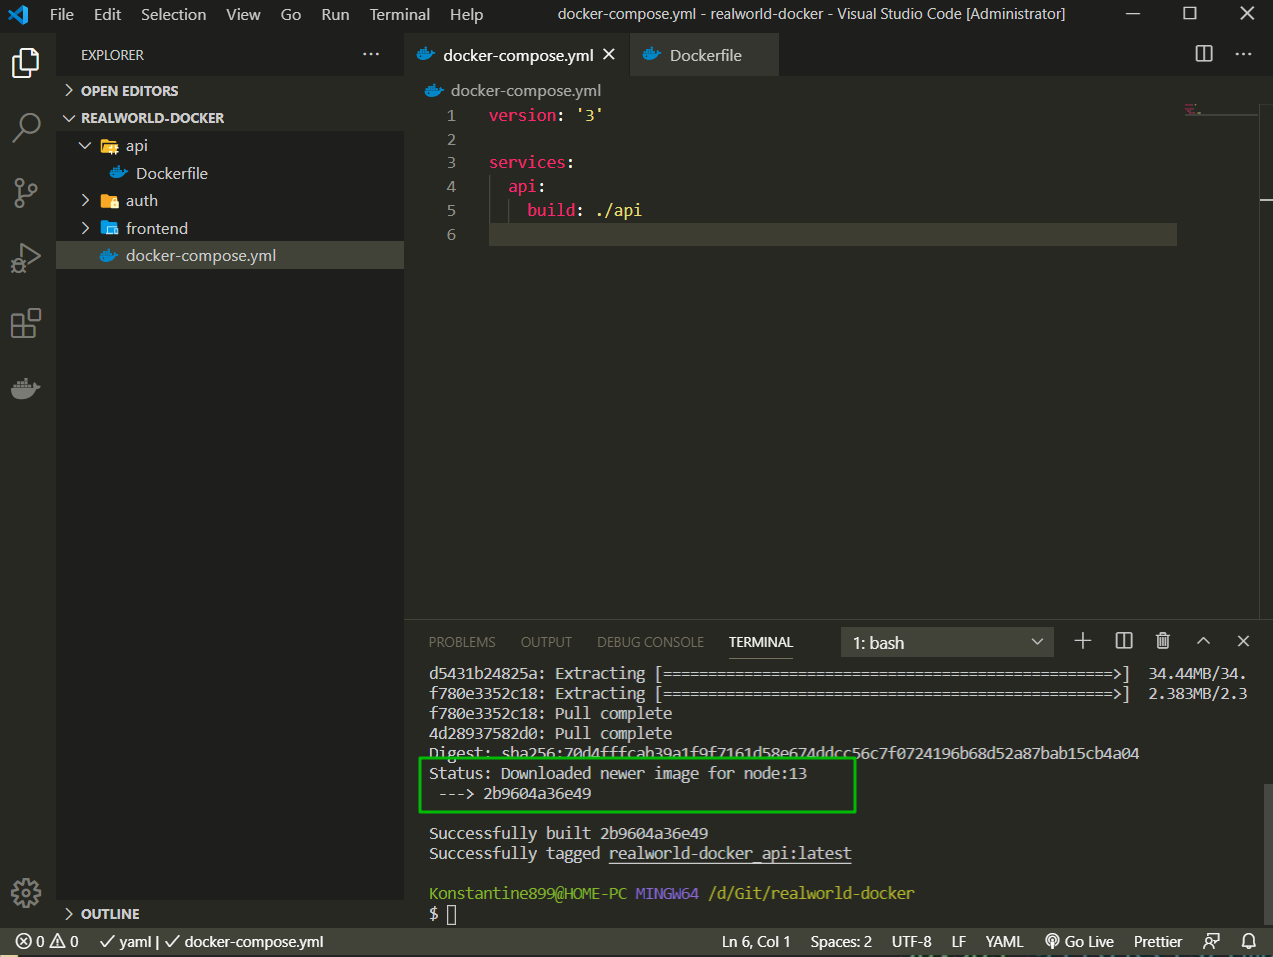 File Edit Selection View Go Run Terminal Help docker-compose.yml - realworld-docker - Visual Studio Code [Administrator]
EXPLORER ...
OPEN EDITORS
REALWORLD-DOCKER
api
Dockerfile
auth
frontend
docker-compose.yml
OUTLINE
docker-compose.yml Dockerfile ...
docker-compose.yml
1 version: '3'
2
3 services:
4 api:
5 build: ./api
6
PROBLEMS OUTPUT DEBUG CONSOLE TERMINAL 1: bash
d5431b24825a: Extracting [==================================================>] 34.44MB/34.
f780e3352c18: Extracting [==================================================>] 2.383MB/2.3
f780e3352c18: Pull complete
4d28937582d0: Pull complete
Digest: sha256:70d4fffcah39a1f9f7161d58e674ddcc56c7f0724196b68d52a87bab15cb4a04
Status: Downloaded newer image for node:13
---> 2b9604a36e49
Successfully built 2b9604a36e49
Successfully tagged realworld-docker_api:latest
Konstantine899@HOME-PC MINGW64 /d/Git/realworld-docker
$
0 0 yaml | docker-compose.yml Ln 6, Col 1 Spaces: 2 UTF-8 LF YAML Go Live Prettier